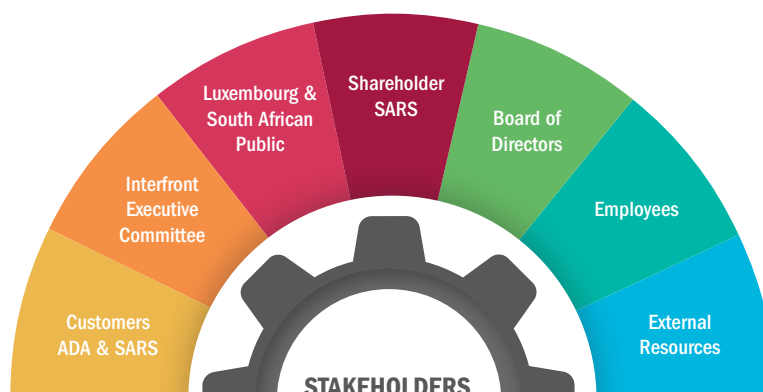 Customers
ADA & SARS
Interfront
Executive
Committee
Luxembourg &
South African
Public
Shareholder
SARS
Board of
Directors
Employees
External
Resources
STAKEHOLDERS